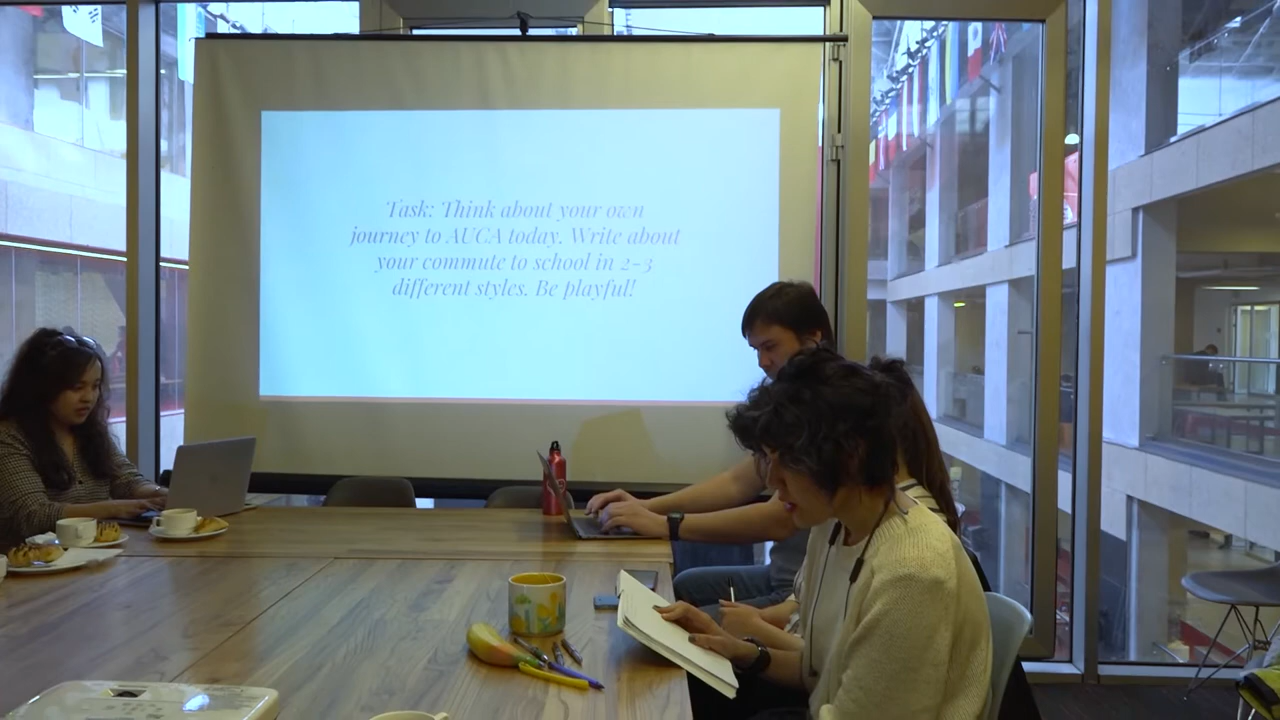 Task: Think about your own
journey to AUCA today. Write about
your commute to school in 2-3
different styles. Be playful!